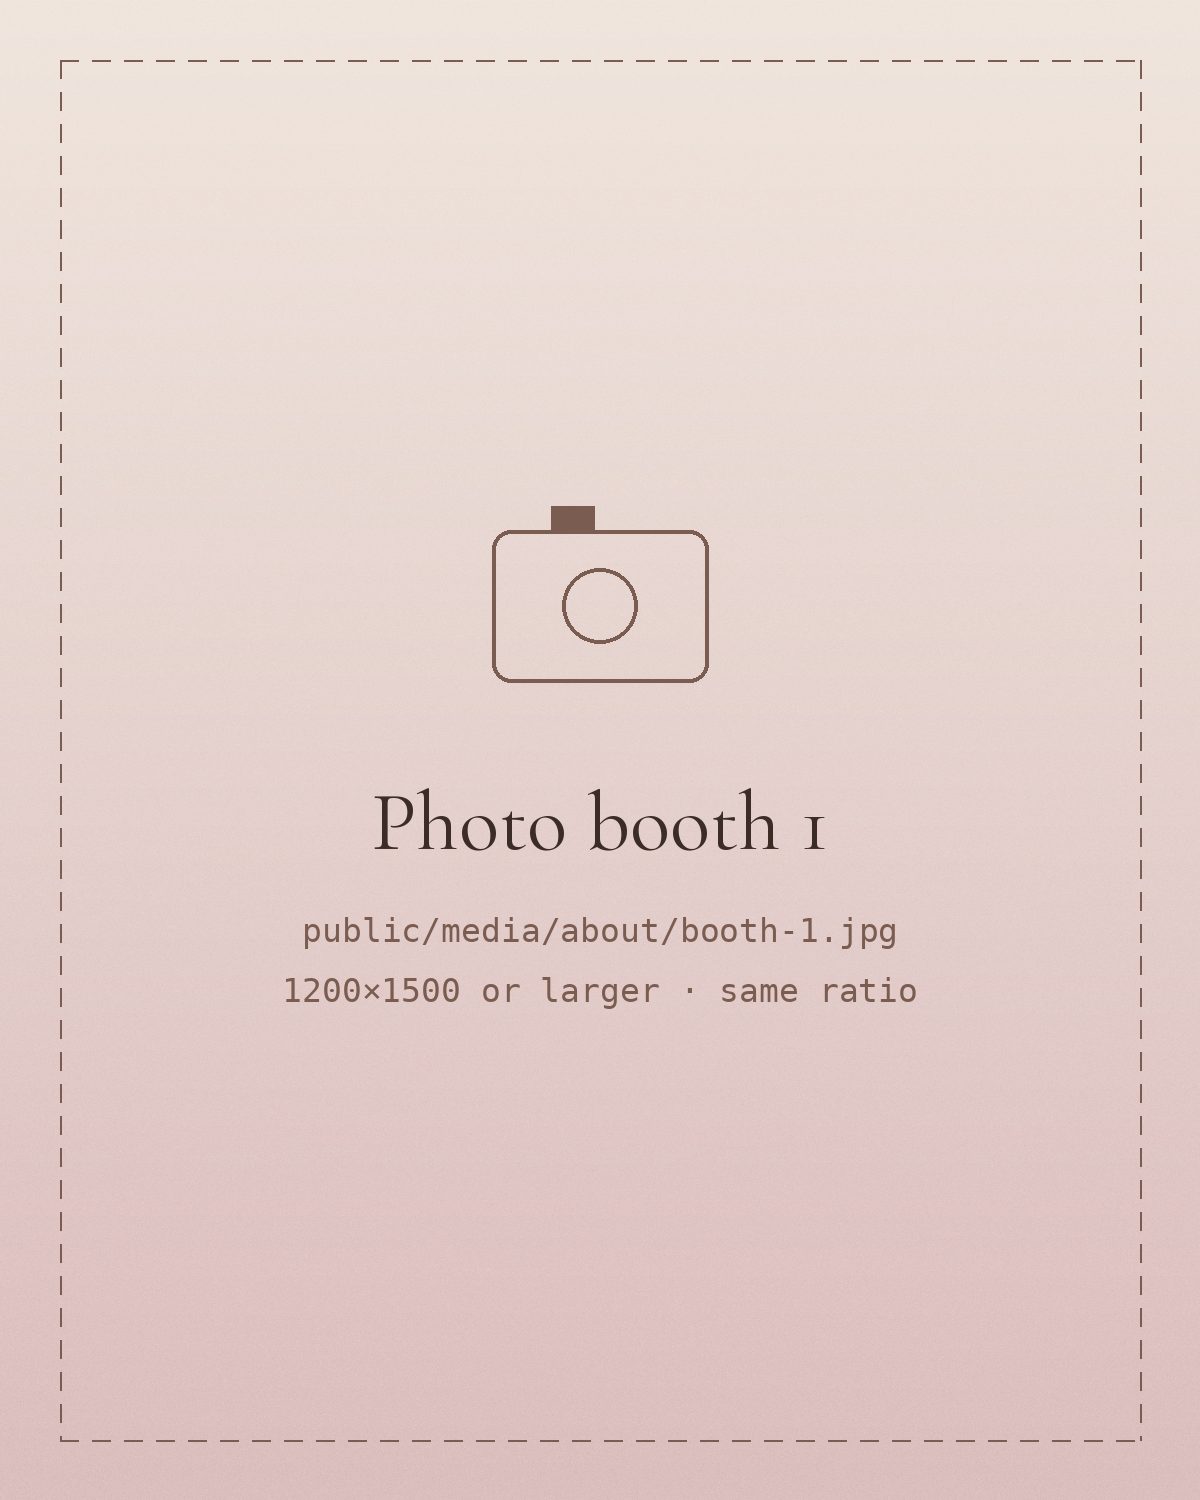 Photo booth 1
public/media/about/booth-1.jpg
1200×1500 or larger · same ratio